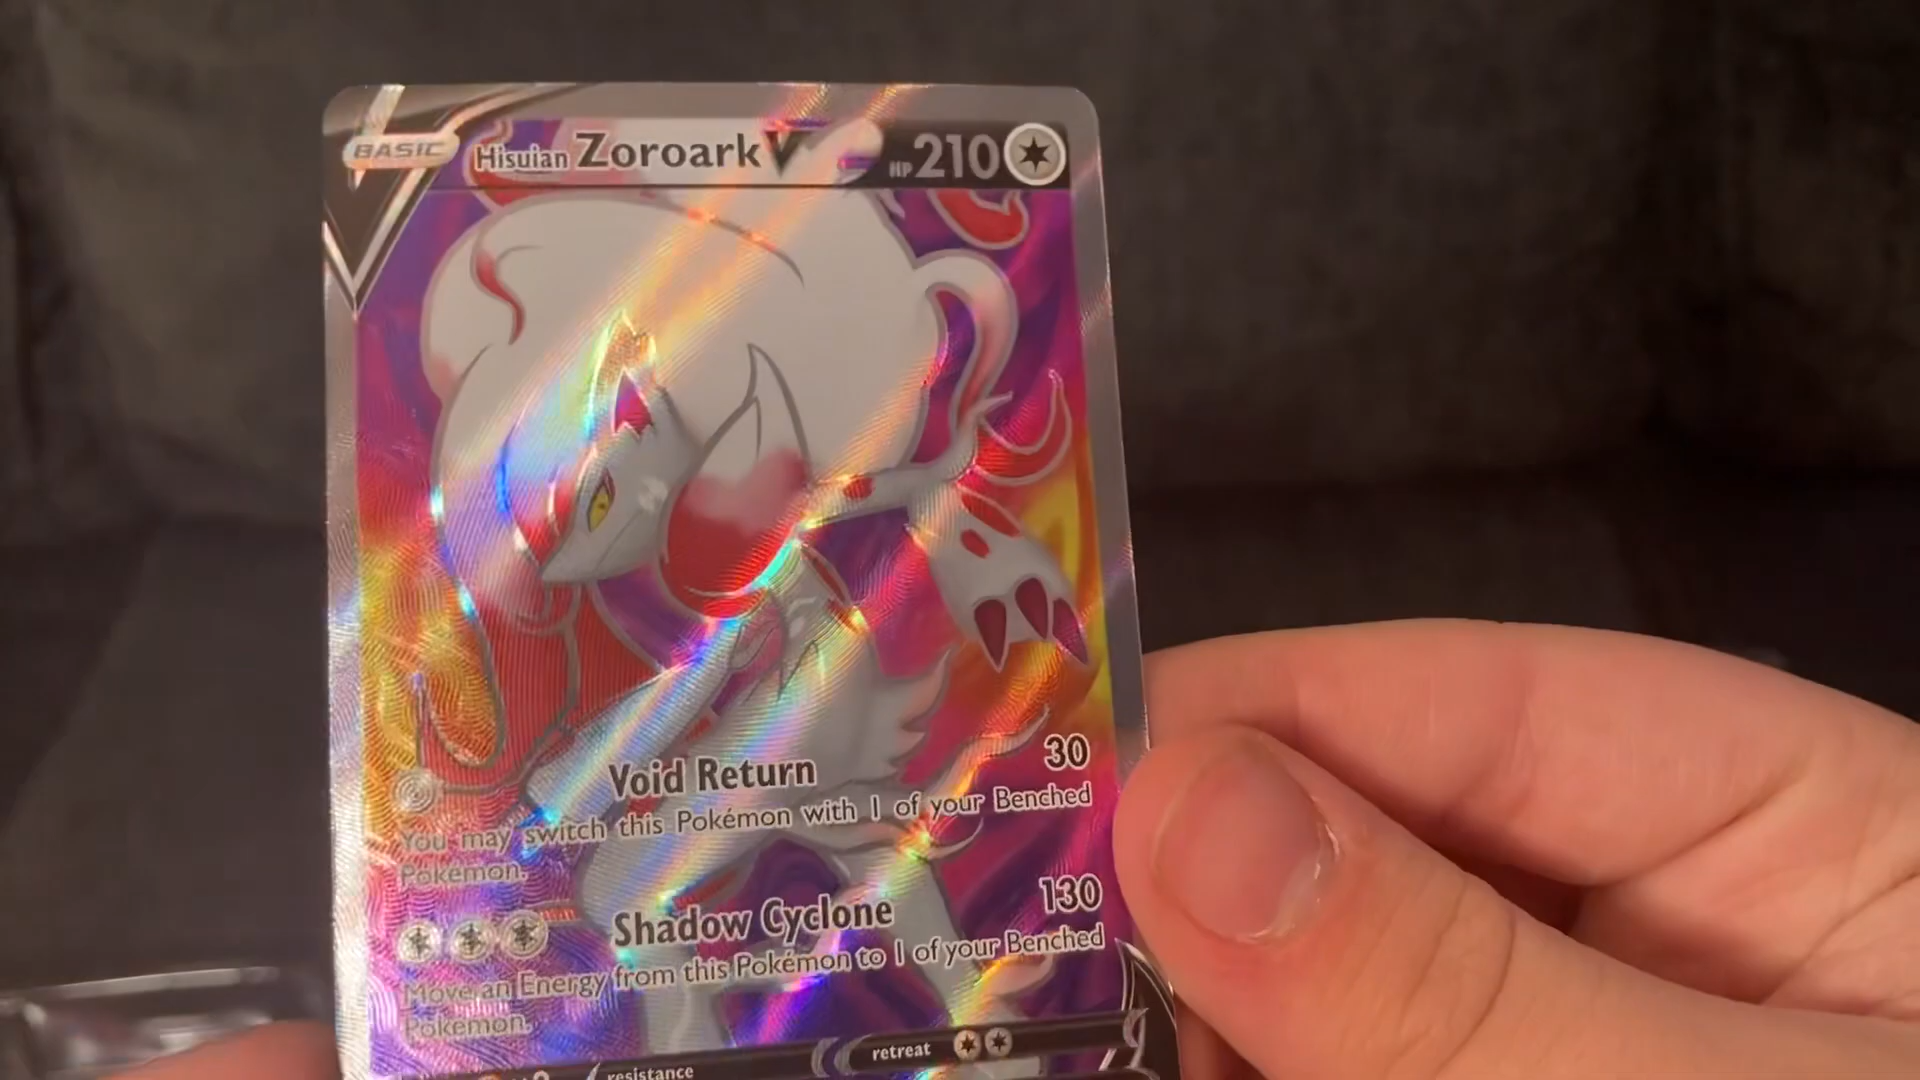 BASIC
Hisuian Zoroark V HP 210
Void Return 30
You may switch this Pokémon with 1 of your Benched
Pokémon.
Shadow Cyclone 130
Move an Energy from this Pokémon to 1 of your Benched
Pokémon.
retreat
resistance